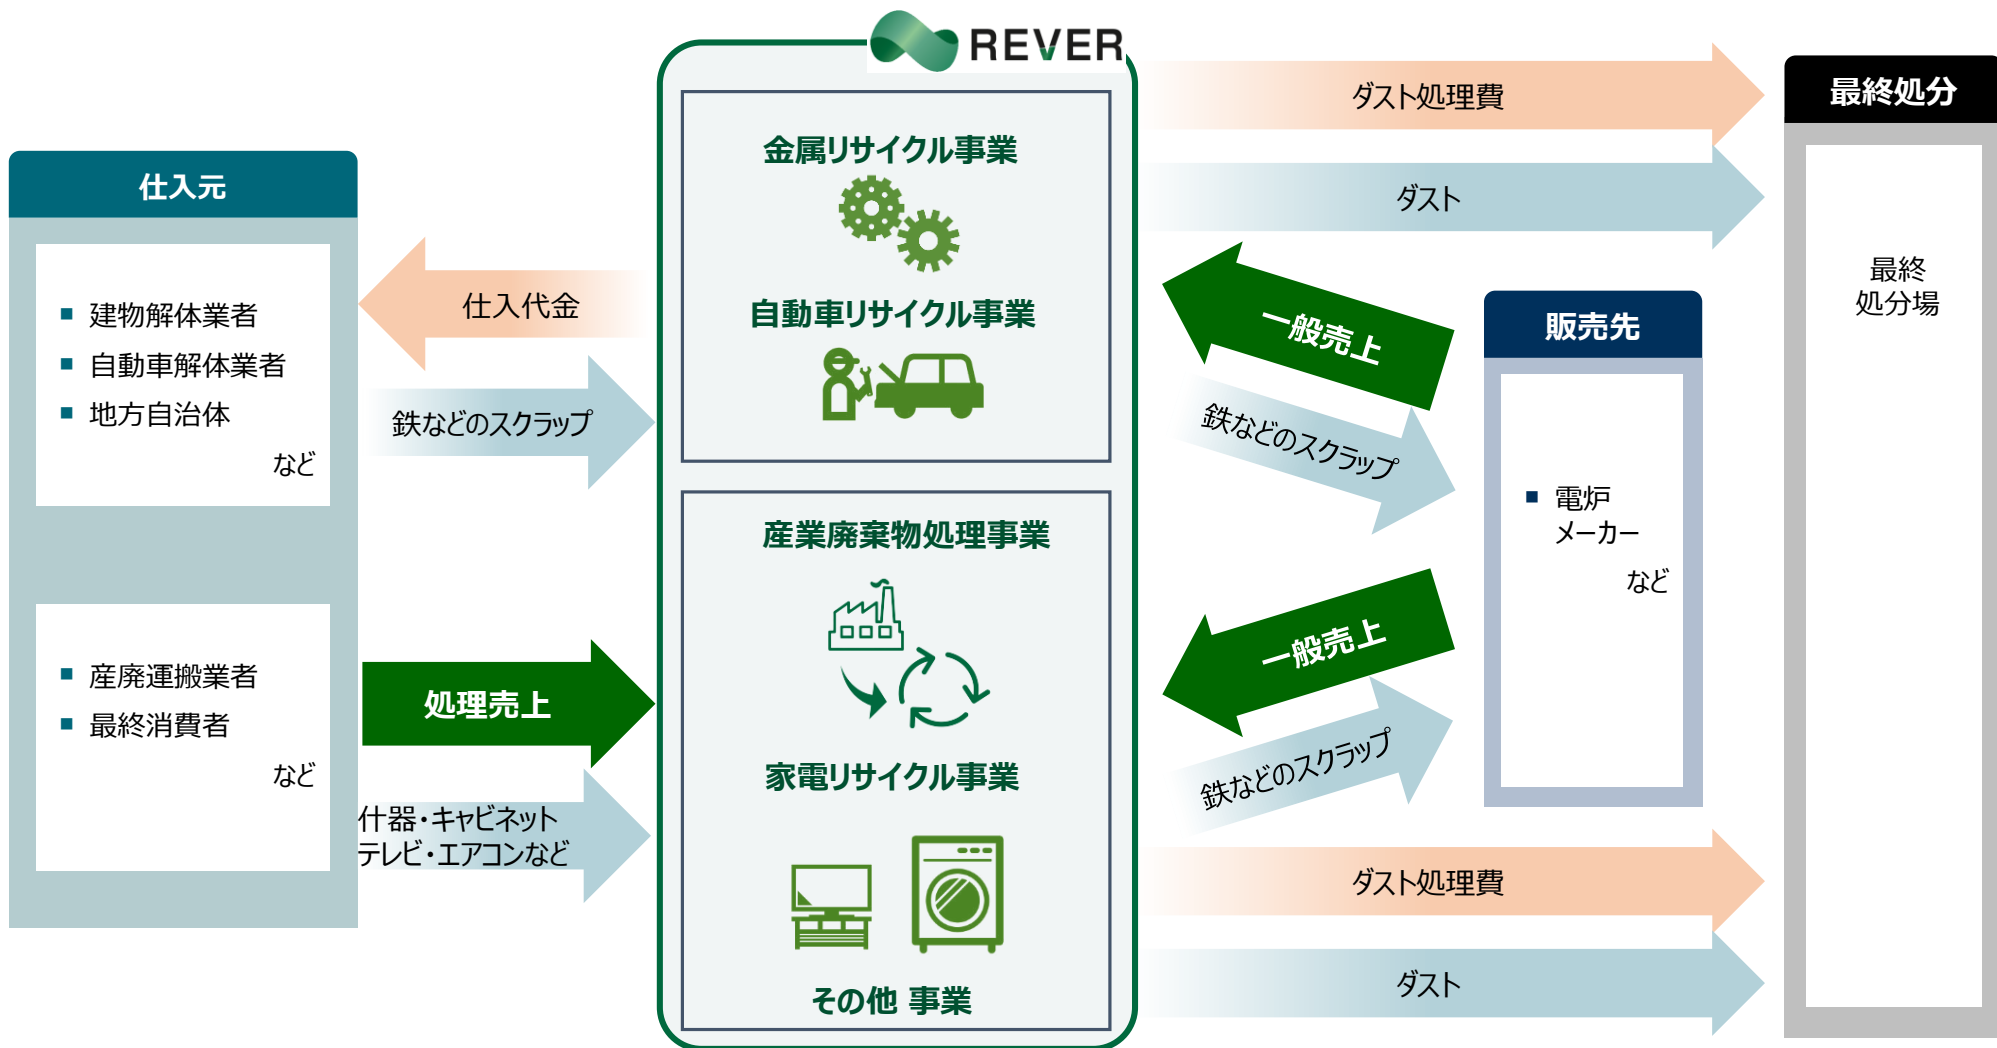 REVER
仕入元
建物解体業者
自動車解体業者
地方自治体
など
産廃運搬業者
最終消費者
など
仕入代金
鉄などのスクラップ
処理売上
什器・キャビネット
テレビ・エアコンなど
金属リサイクル事業
自動車リサイクル事業
産業廃棄物処理事業
家電リサイクル事業
その他 事業
ダスト処理費
ダスト
一般売上
鉄などのスクラップ
一般売上
鉄などのスクラップ
ダスト処理費
ダスト
販売先
電炉
メーカー
など
最終処分
最終
処分場